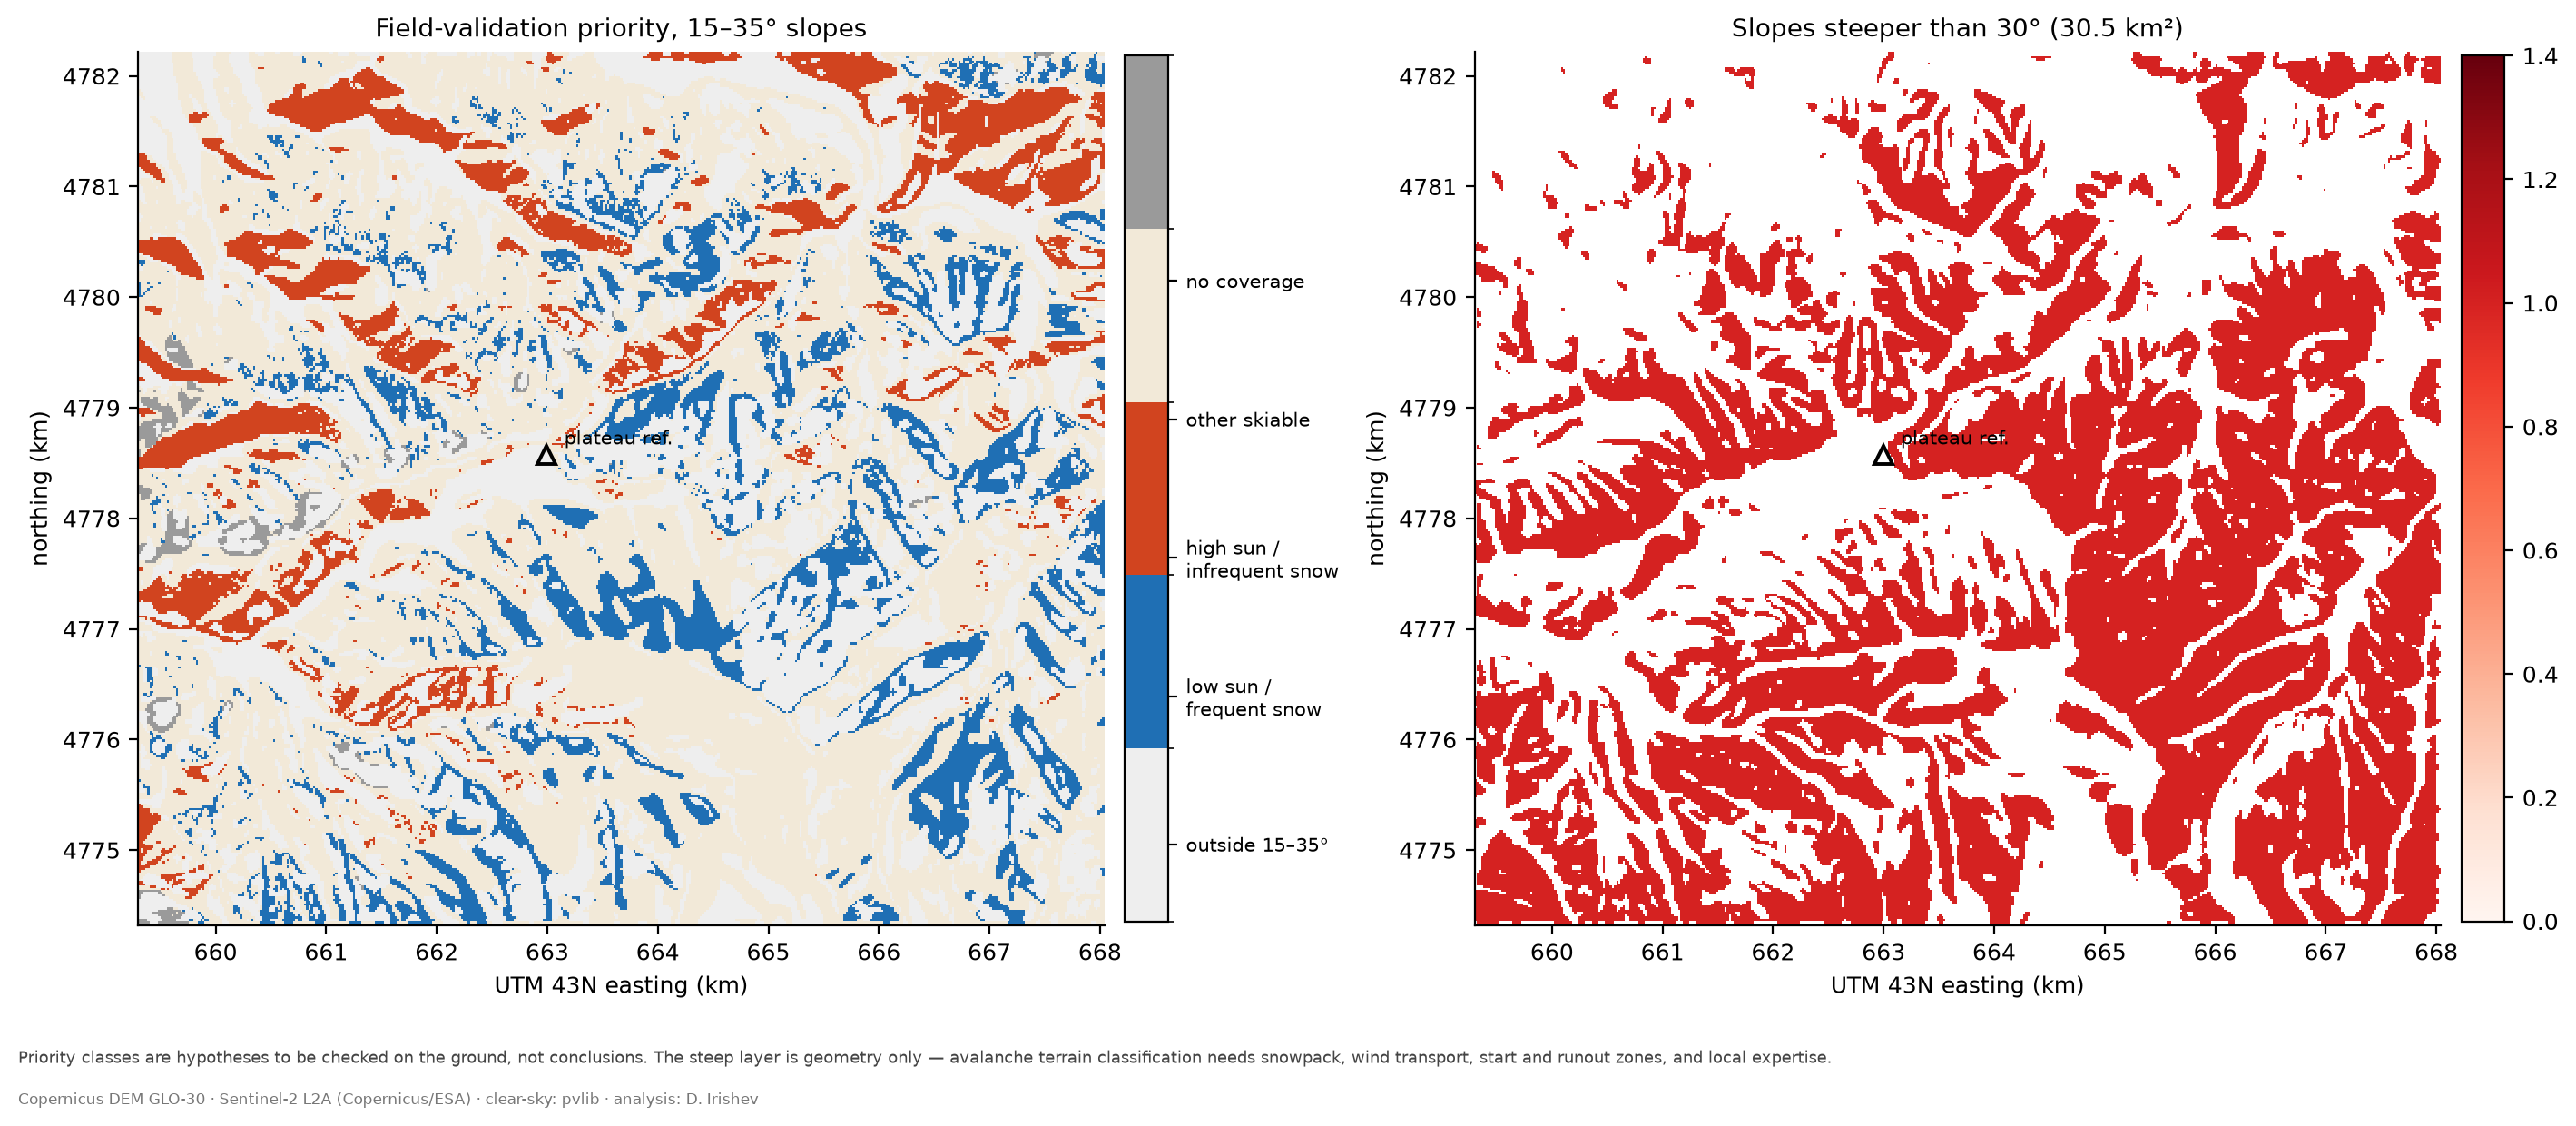 Field-validation priority, 15–35° slopes
4782
4781
4780
4779
4778
4777
4776
4775
northing (km)
plateau ref.
660
661
662
663
664
665
666
667
668
UTM 43N easting (km)
no coverage
other skiable
high sun /
infrequent snow
low sun /
frequent snow
outside 15–35°
Slopes steeper than 30° (30.5 km²)
4782
4781
4780
4779
4778
4777
4776
4775
northing (km)
plateau ref.
660
661
662
663
664
665
666
667
668
UTM 43N easting (km)
1.4
1.2
1.0
0.8
0.6
0.4
0.2
0.0
Priority classes are hypotheses to be checked on the ground, not conclusions. The steep layer is geometry only — avalanche terrain classification needs snowpack, wind transport, start and runout zones, and local expertise.
Copernicus DEM GLO-30 · Sentinel-2 L2A (Copernicus/ESA) · clear-sky: pvlib · analysis: D. Irishev